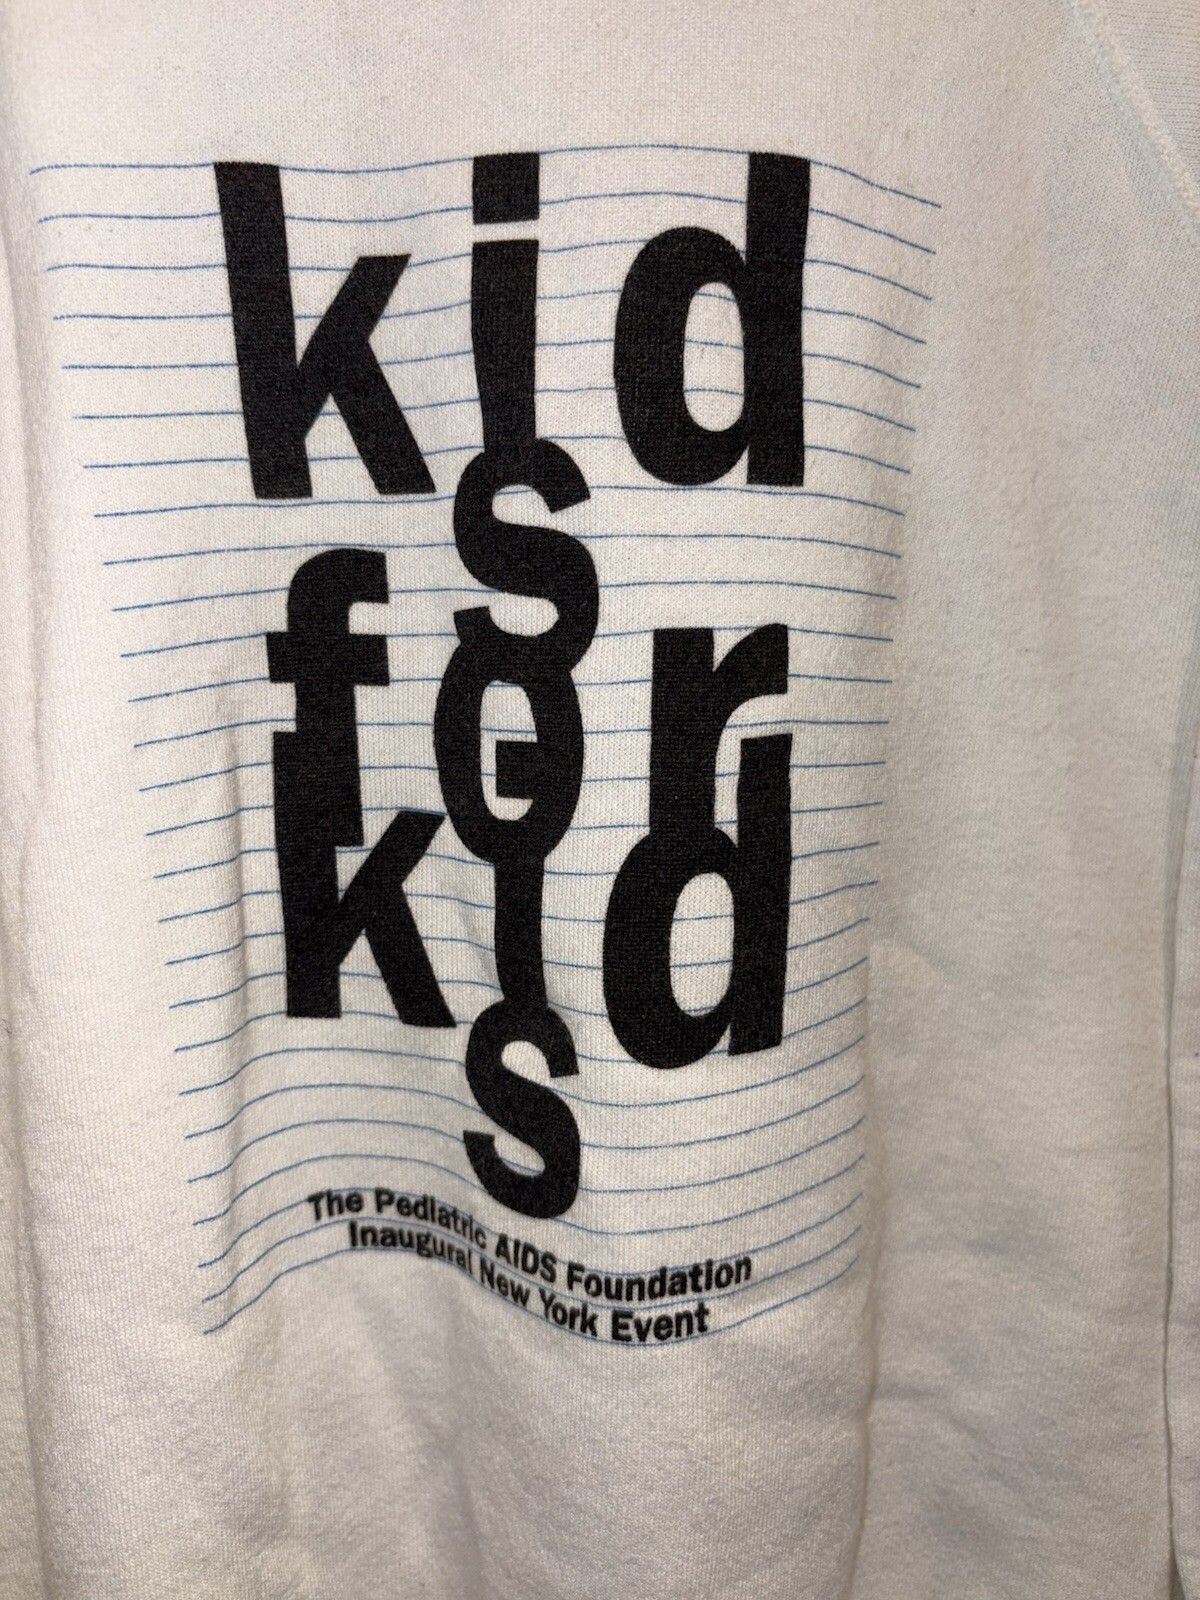 kids
for
kids
The Pediatric AIDS Foundation
Inaugural New York Event